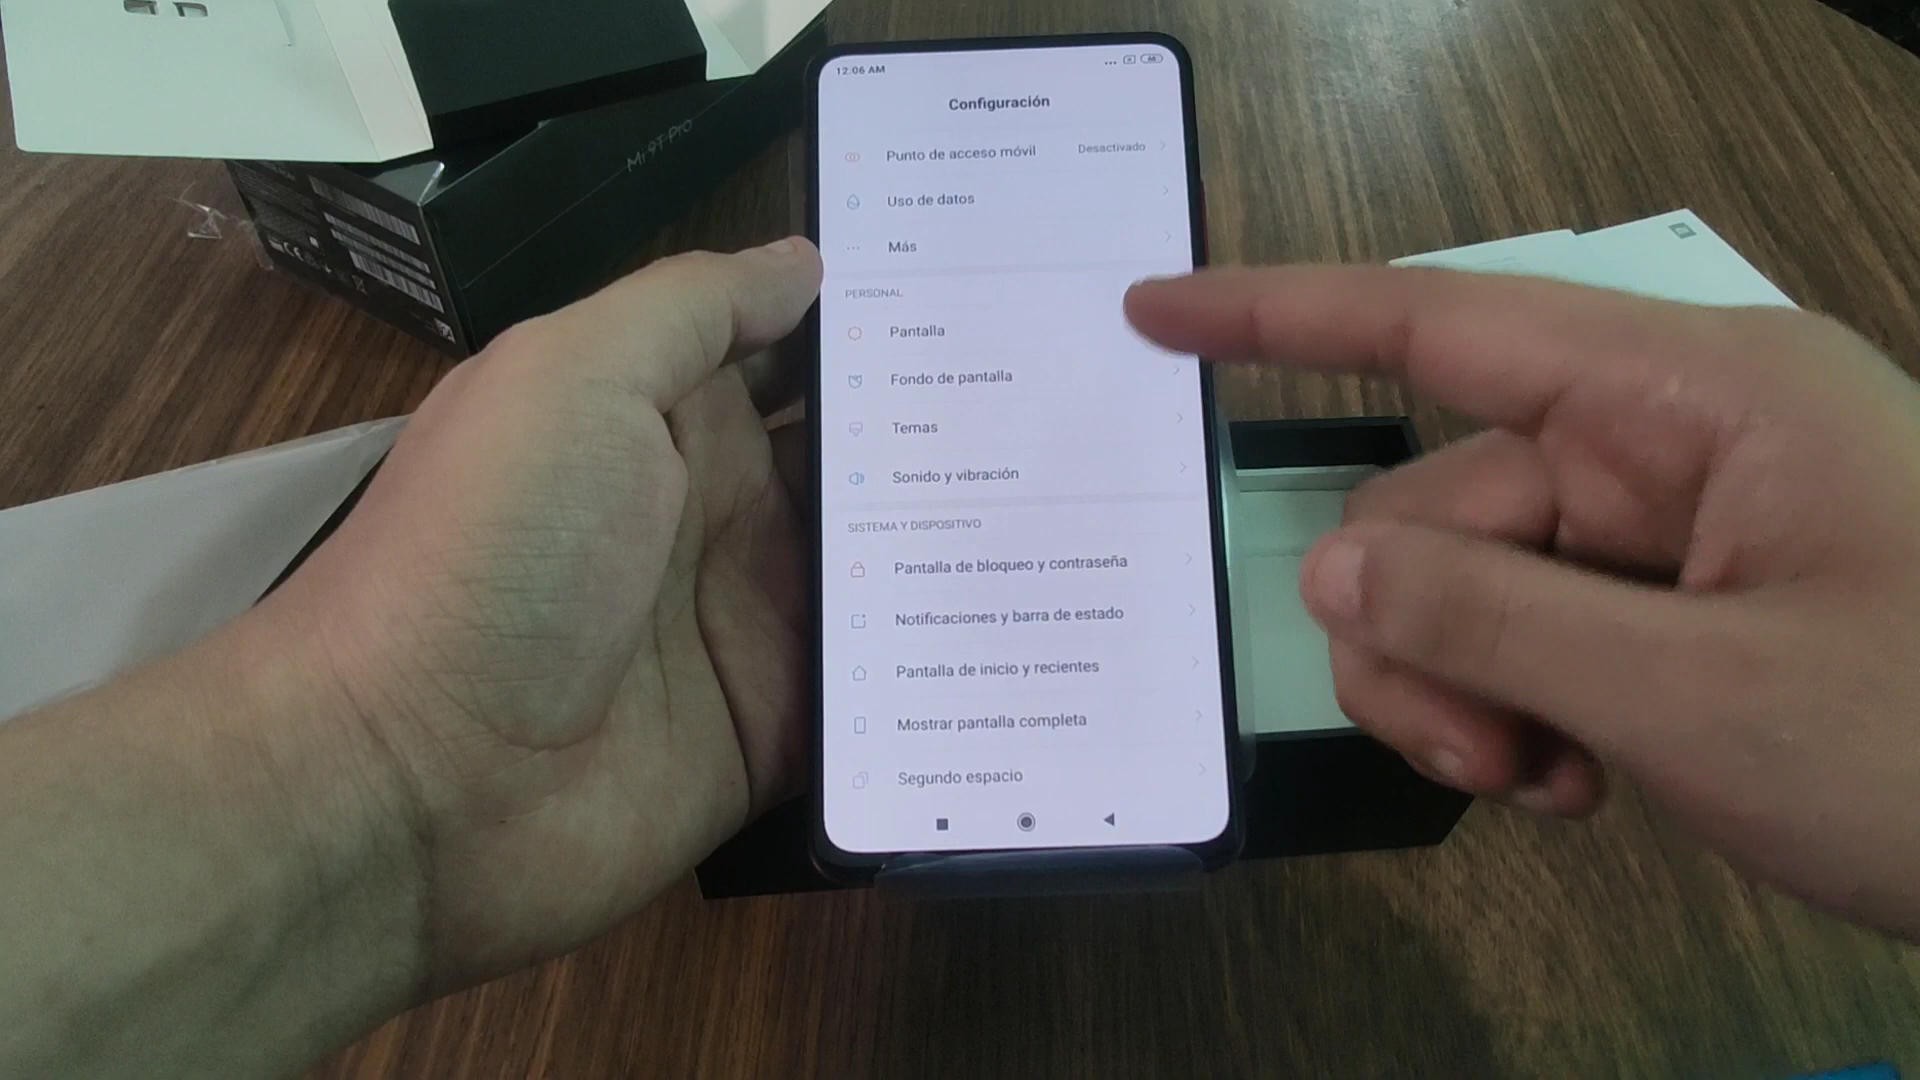 Mi 9T Pro
12:06 AM
Configuración
Punto de acceso móvil Desactivado
Uso de datos
Más
PERSONAL
Pantalla
Fondo de pantalla
Temas
Sonido y vibración
SISTEMA Y DISPOSITIVO
Pantalla de bloqueo y contraseña
Notificaciones y barra de estado
Pantalla de inicio y recientes
Mostrar pantalla completa
Segundo espacio